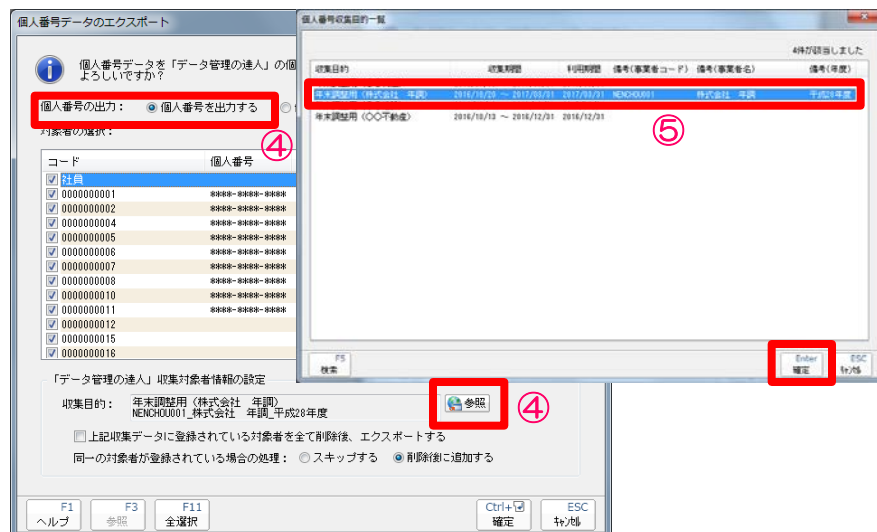 個人番号データのエクスポート
個人番号データを「データ管理の達人」の個
よろしいですか？
個人番号の出力： 個人番号を出力する
④
対象者の選択：
コード 個人番号
社員
0000000001 ****-****-****
0000000002 ****-****-****
0000000004 ****-****-****
0000000005 ****-****-****
0000000006 ****-****-****
0000000007 ****-****-****
0000000008 ****-****-****
0000000010 ****-****-****
0000000011 ****-****-****
0000000012
0000000015
0000000016
「データ管理の達人」収集対象者情報の設定
収集目的： 年末調整用（株式会社 年調）
NENCHOU001_株式会社 年調_平成28年度
参照
④
上記収集データに登録されている対象者を全て削除後、エクスポートする
同一の対象者が登録されている場合の処理： スキップする 削除後に追加する
F1 F3 F11 Ctrl+ ESC
ヘルプ 参照 全選択 確定 ｷｬﾝｾﾙ
個人番号収集目的一覧
4件が該当しました
収集目的 収集期間 利用期間 備考(事業者コード) 備考(事業者名) 備考(年度)
年末調整用（株式会社 年調） 2016/10/20 ～ 2017/03/31 2017/03/31 NENCHOU001 株式会社 年調 平成28年度
年末調整用（〇〇不動産） 2016/10/13 ～ 2016/12/31 2016/12/31
⑤
F5 Enter ESC
検索 確定 ｷｬﾝｾﾙ